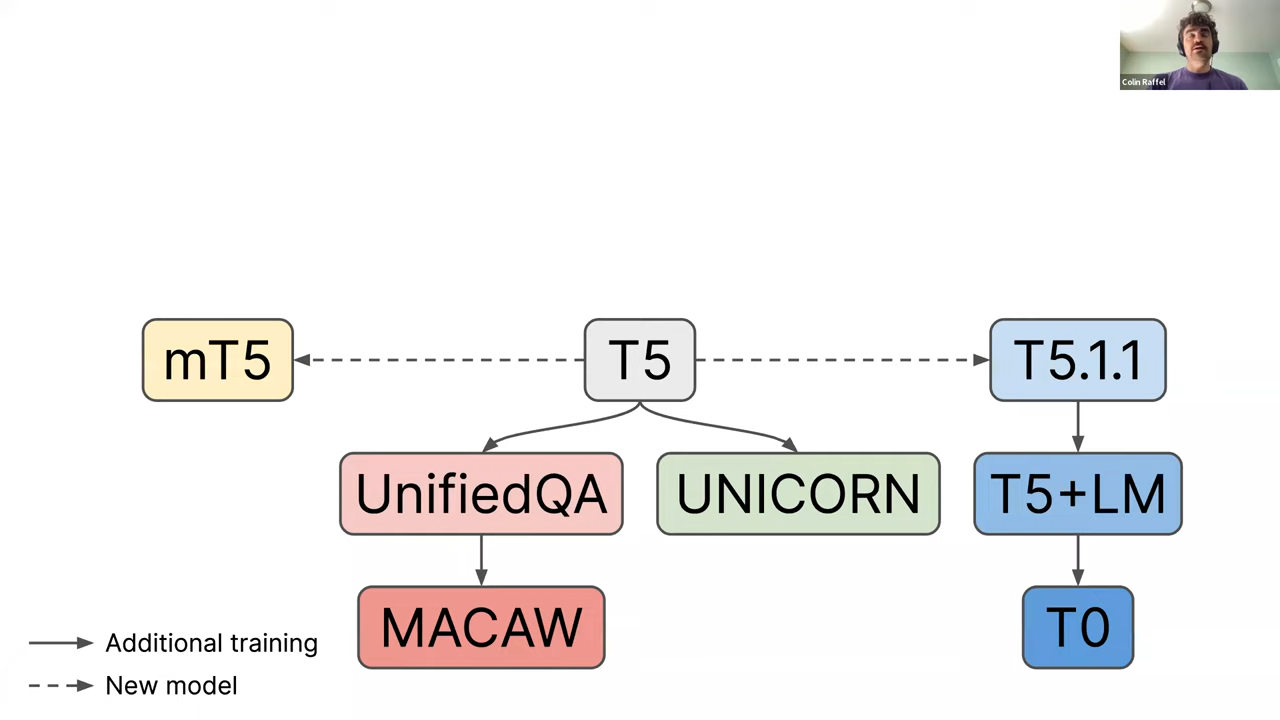 Colin Raffel
mT5
T5
T5.1.1
UnifiedQA
UNICORN
T5+LM
MACAW
T0
Additional training
New model